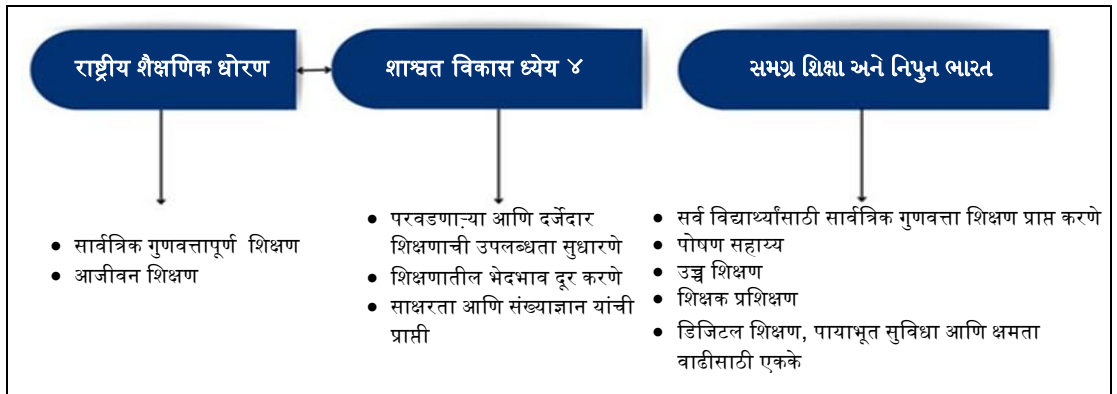 राष्ट्रीय शैक्षणिक धोरण
शाश्वत विकास ध्येय ४
સમગ્ર શિક્ષા અને નિપુન ભારત
• सार्वत्रिक गुणवत्तापूर्ण शिक्षण
• आजीवन शिक्षण
• परवडणाऱ्या आणि दर्जेदार
शिक्षणाची उपलब्धता सुधारणे
• शिक्षणातील भेदभाव दूर करणे
• साक्षरता आणि संख्याज्ञान यांची
प्राप्ती
• सर्व विद्यार्थ्यांसाठी सार्वत्रिक गुणवत्ता शिक्षण प्राप्त करणे
• पोषण सहाय्य
• उच्च शिक्षण
• शिक्षक प्रशिक्षण
• डिजिटल शिक्षण, पायाभूत सुविधा आणि क्षमता
वाढीसाठी एकके